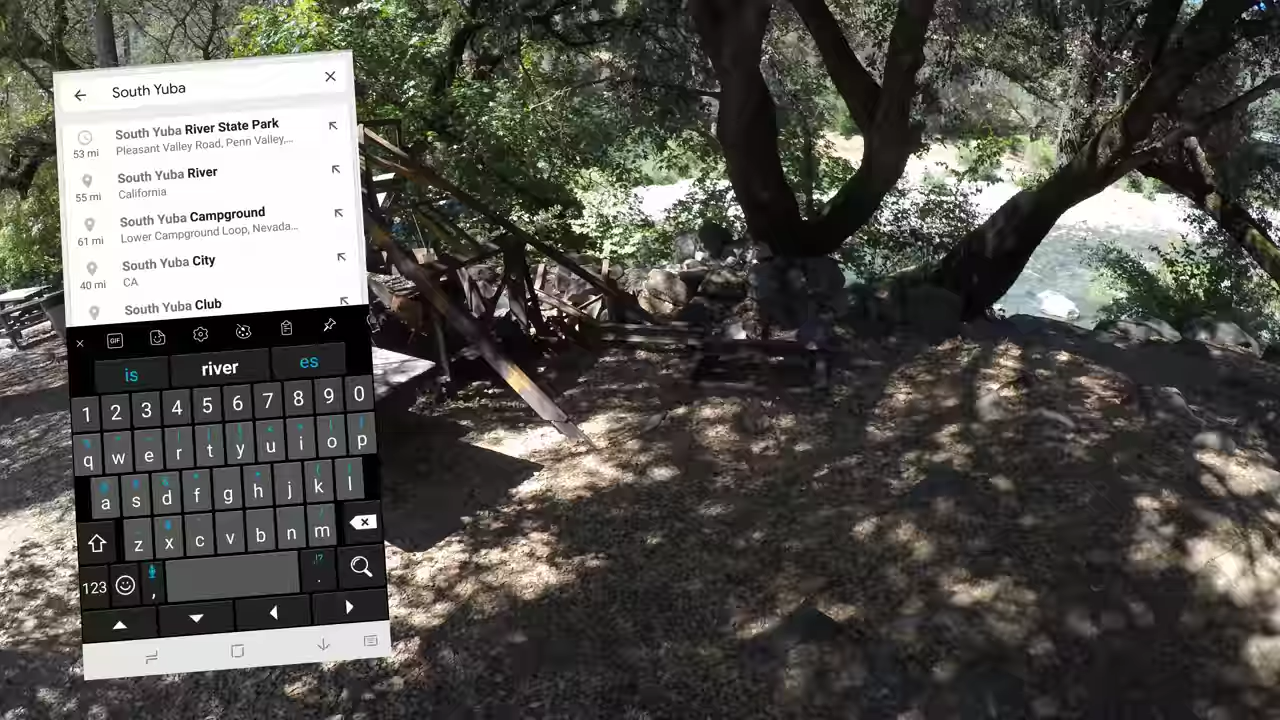 South Yuba
South Yuba River State Park
53 mi
Pleasant Valley Road, Penn Valley,...
South Yuba River
55 mi
California
South Yuba Campground
61 mi
Lower Campground Loop, Nevada...
South Yuba City
40 mi
CA
South Yuba Club
GIF
is river es
1 2 3 4 5 6 7 8 9 0
q w e r t y u i o p
a s d f g h j k l
z x c v b n m
123 , .